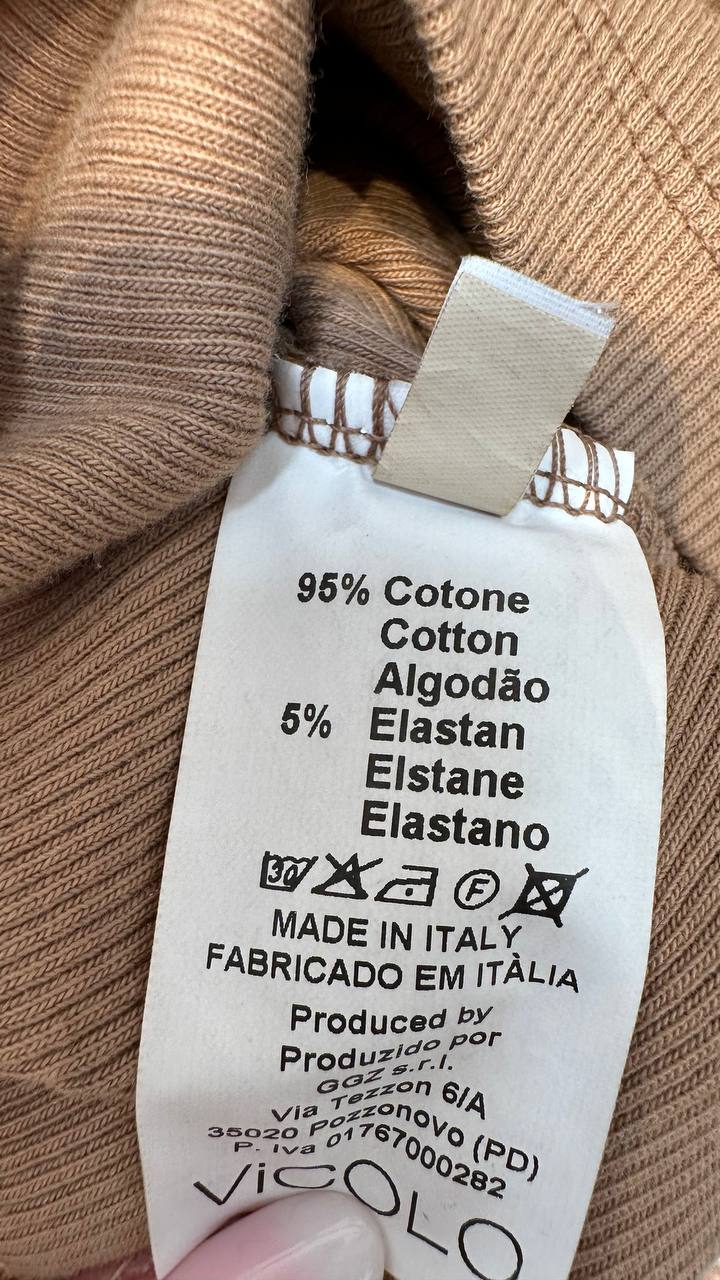 95% Cotone
Cotton
Algodão
5% Elastan
Elstane
Elastano
30 F
MADE IN ITALY
FABRICADO EM ITÀLIA
Produced by
Produzido por
GGZ s.r.l.
Via Tezzon 6/A
35020 Pozzonovo (PD)
P. Iva 01767000282
ViCOLO